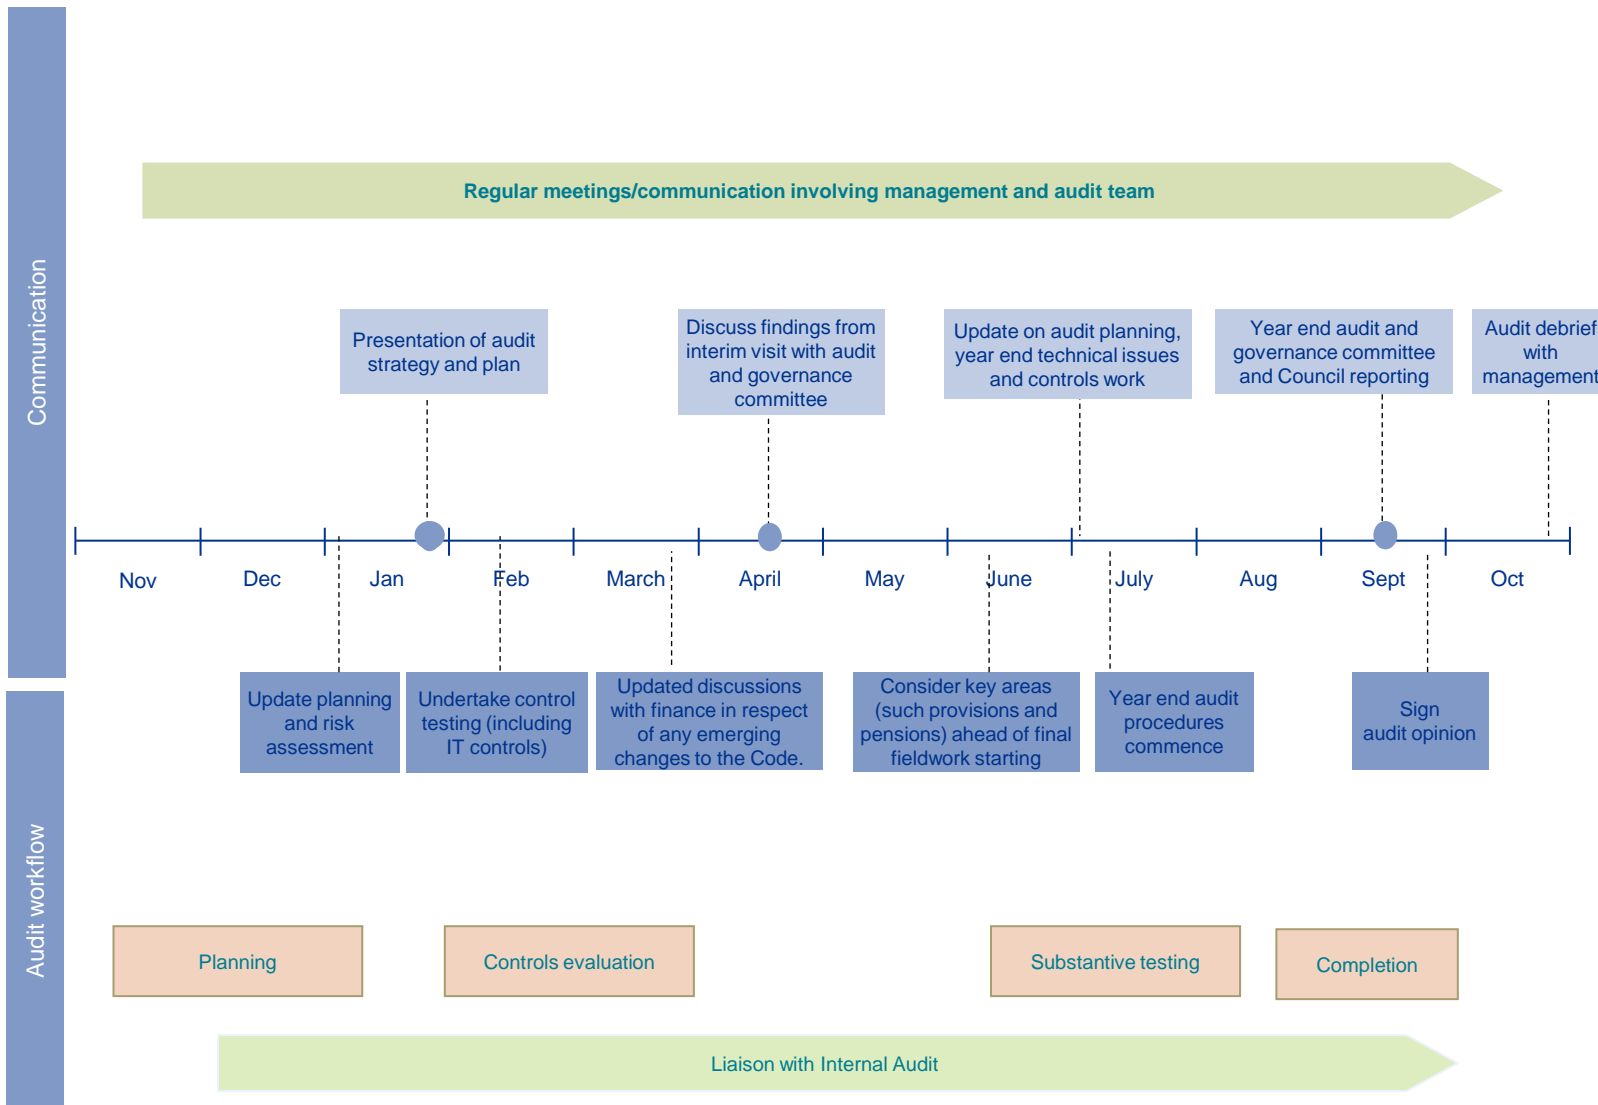 Communication
Regular meetings/communication involving management and audit team
Presentation of audit
strategy and plan
Discuss findings from
interim visit with audit
and governance
committee
Update on audit planning,
year end technical issues
and controls work
Year end audit and
governance committee
and Council reporting
Audit debrief
with
management
Nov
Dec
Jan
Feb
March
April
May
June
July
Aug
Sept
Oct
Update planning
and risk
assessment
Undertake control
testing (including
IT controls)
Updated discussions
with finance in respect
of any emerging
changes to the Code.
Consider key areas
(such provisions and
pensions) ahead of final
fieldwork starting
Year end audit
procedures
commence
Sign
audit opinion
Audit workflow
Planning
Controls evaluation
Substantive testing
Completion
Liaison with Internal Audit